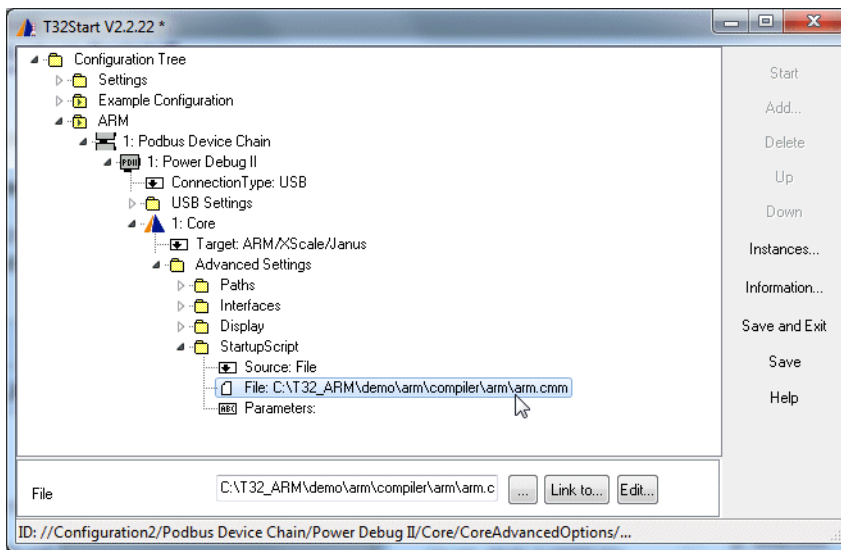 T32Start V2.2.22 *
Configuration Tree
Settings
Example Configuration
ARM
1: Podbus Device Chain
PDII 1: Power Debug II
ConnectionType: USB
USB Settings
1: Core
Target: ARM/XScale/Janus
Advanced Settings
Paths
Interfaces
Display
StartupScript
Source: File
File: C:\T32_ARM\demo\arm\compiler\arm\arm.cmm
ABC Parameters:
Start
Add...
Delete
Up
Down
Instances...
Information...
Save and Exit
Save
Help
File C:\T32_ARM\demo\arm\compiler\arm\arm.c ... Link to... Edit...
ID: //Configuration2/Podbus Device Chain/Power Debug II/Core/CoreAdvancedOptions/...